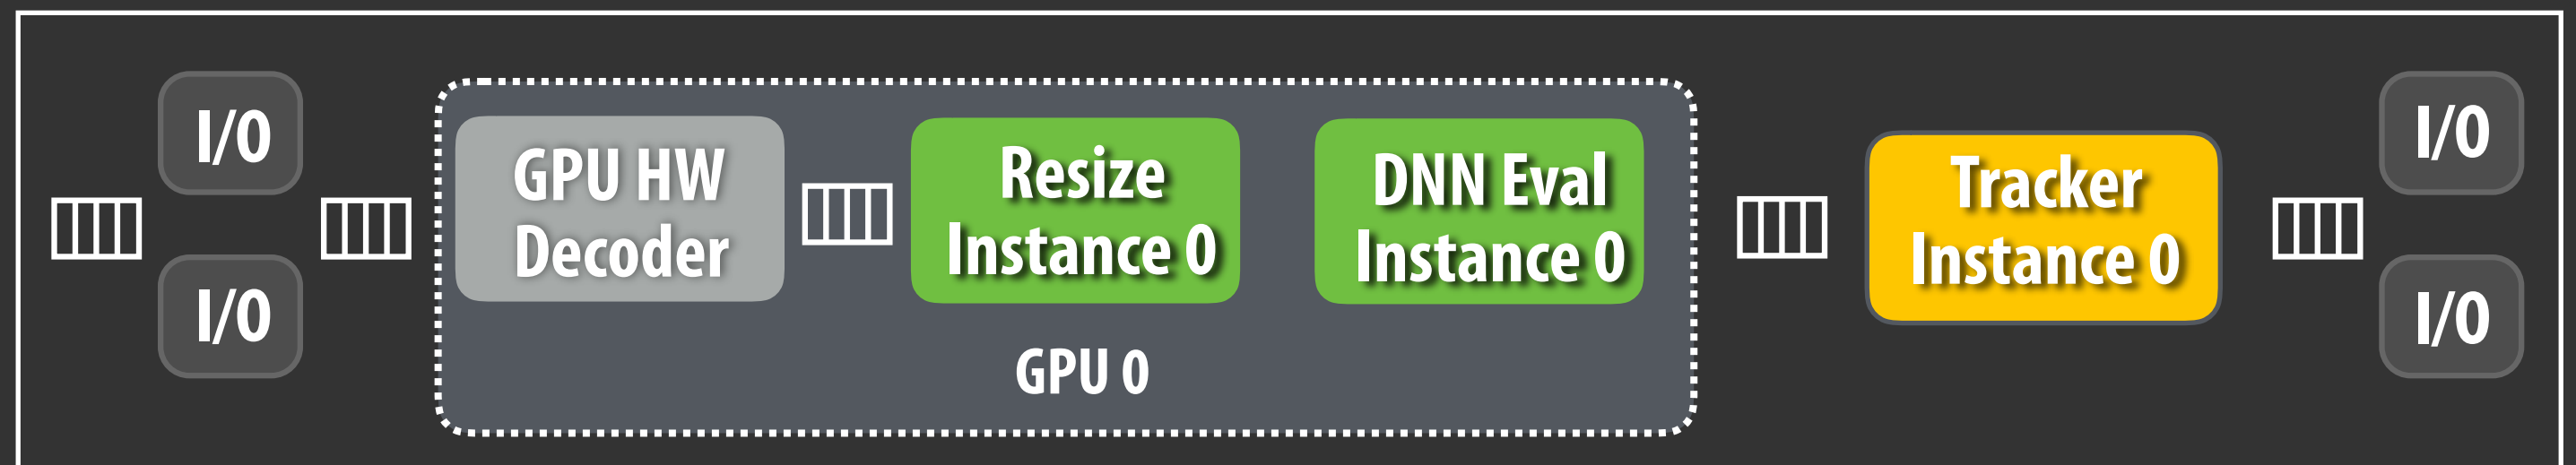 I/O
I/O
GPU HW
Decoder
Resize
Instance 0
DNN Eval
Instance 0
GPU 0
Tracker
Instance 0
I/O
I/O